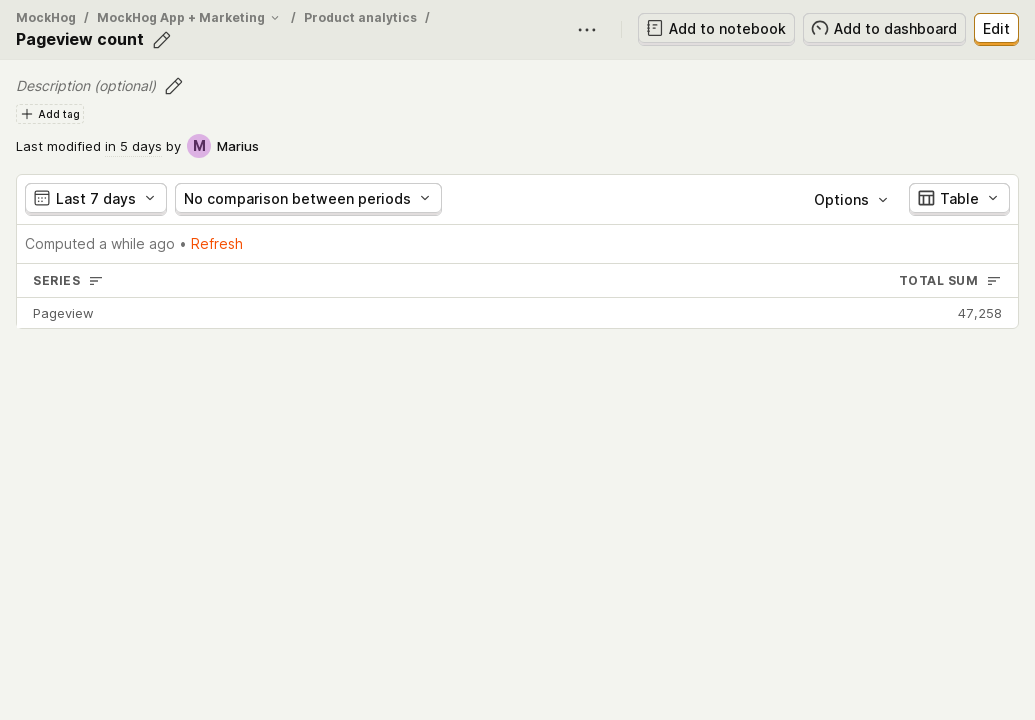 MockHog / MockHog App + Marketing / Product analytics /
Pageview count
Add to notebook
Add to dashboard
Edit
Description (optional)
Add tag
Last modified in 5 days by M Marius
Last 7 days
No comparison between periods
Options
Table
Computed a while ago • Refresh
SERIES
TOTAL SUM
Pageview
47,258